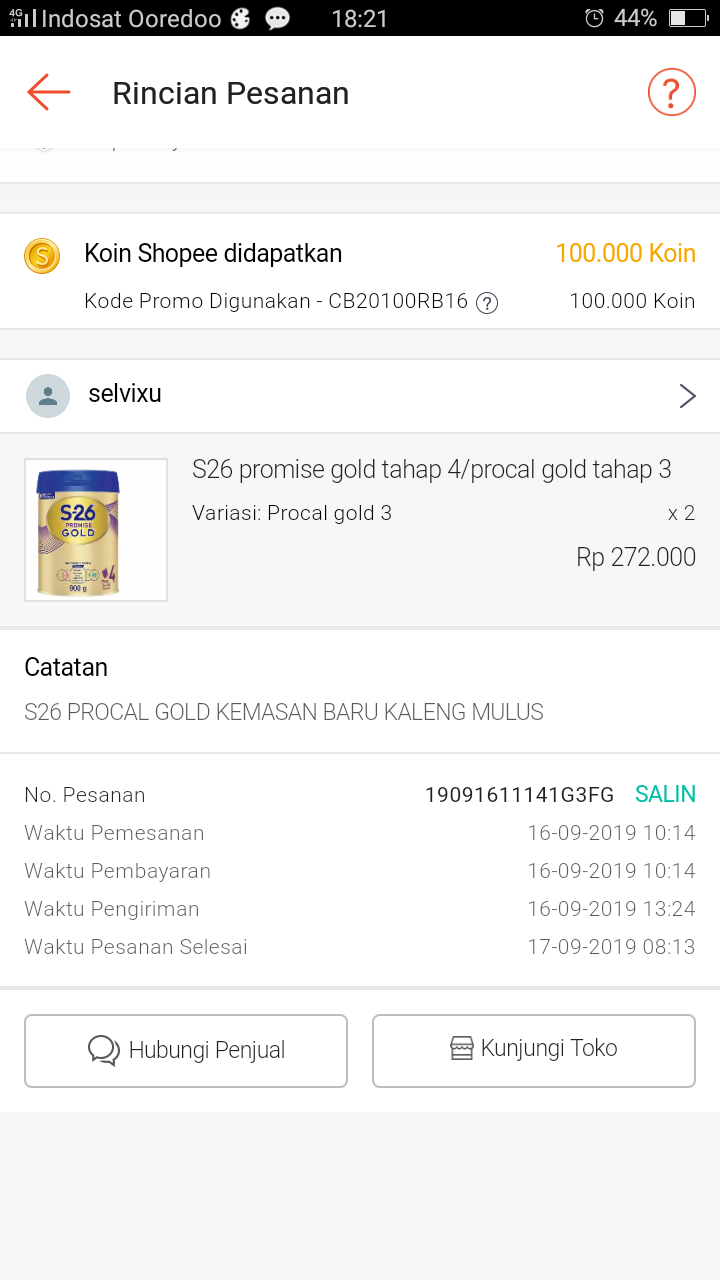 4G Indosat Ooredoo 18:21 44%
Rincian Pesanan ?
S Koin Shopee didapatkan 100.000 Koin
Kode Promo Digunakan - CB20100RB16 ? 100.000 Koin
selvixu
S26 promise gold tahap 4/procal gold tahap 3
Variasi: Procal gold 3 x 2
Rp 272.000
S-26
PROMISE
GOLD
4
900 g
Catatan
S26 PROCAL GOLD KEMASAN BARU KALENG MULUS
No. Pesanan 19091611141G3FG SALIN
Waktu Pemesanan 16-09-2019 10:14
Waktu Pembayaran 16-09-2019 10:14
Waktu Pengiriman 16-09-2019 13:24
Waktu Pesanan Selesai 17-09-2019 08:13
Hubungi Penjual Kunjungi Toko